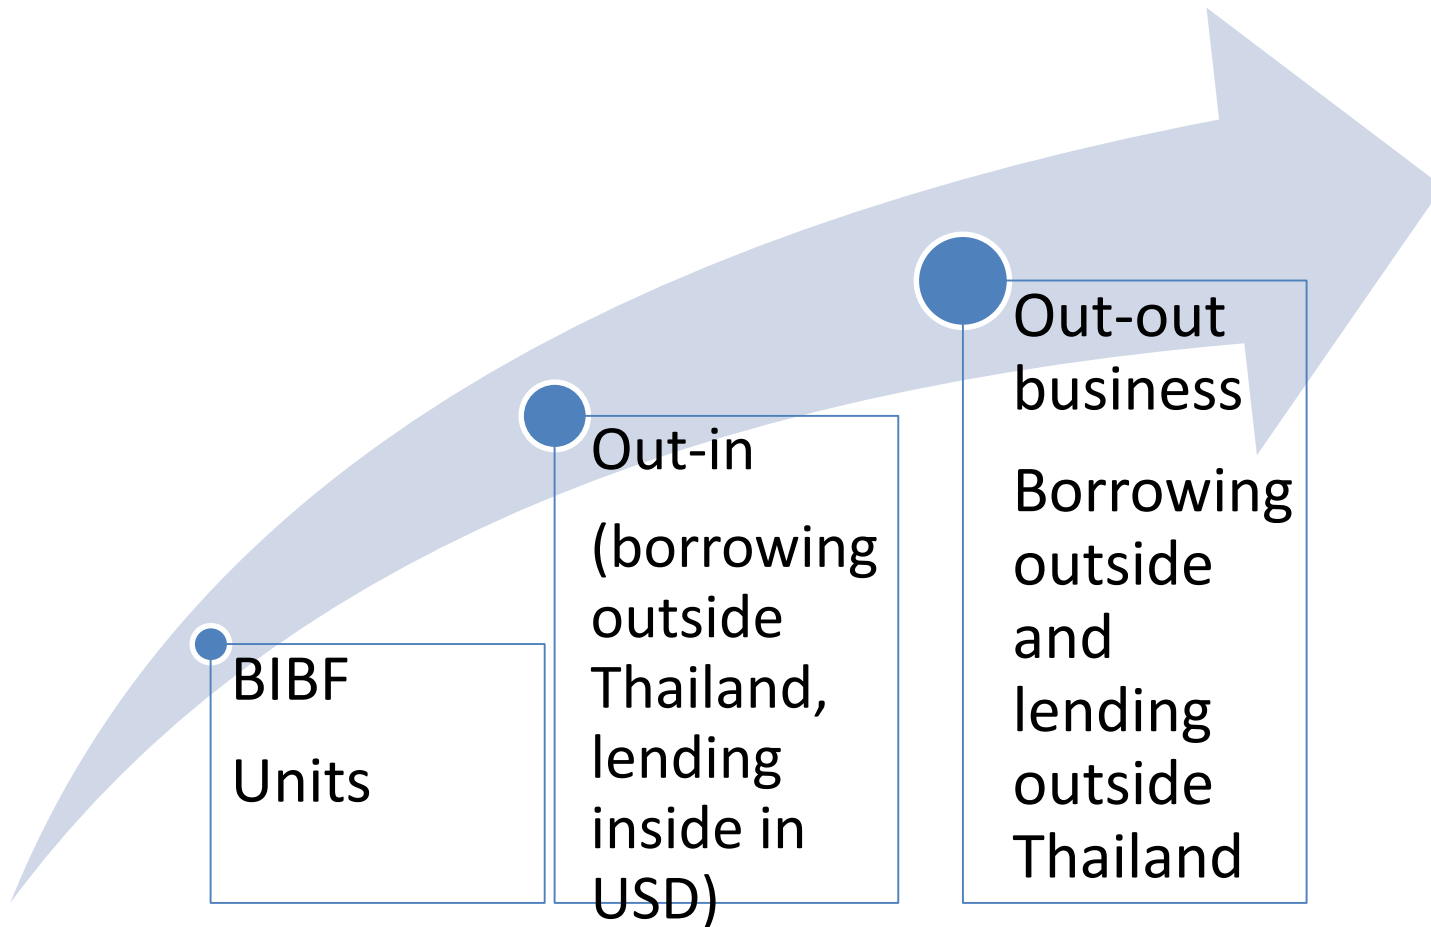 BIBF
Units
Out-in
(borrowing
outside
Thailand,
lending
inside in
USD)
Out-out
business
Borrowing
outside
and
lending
outside
Thailand